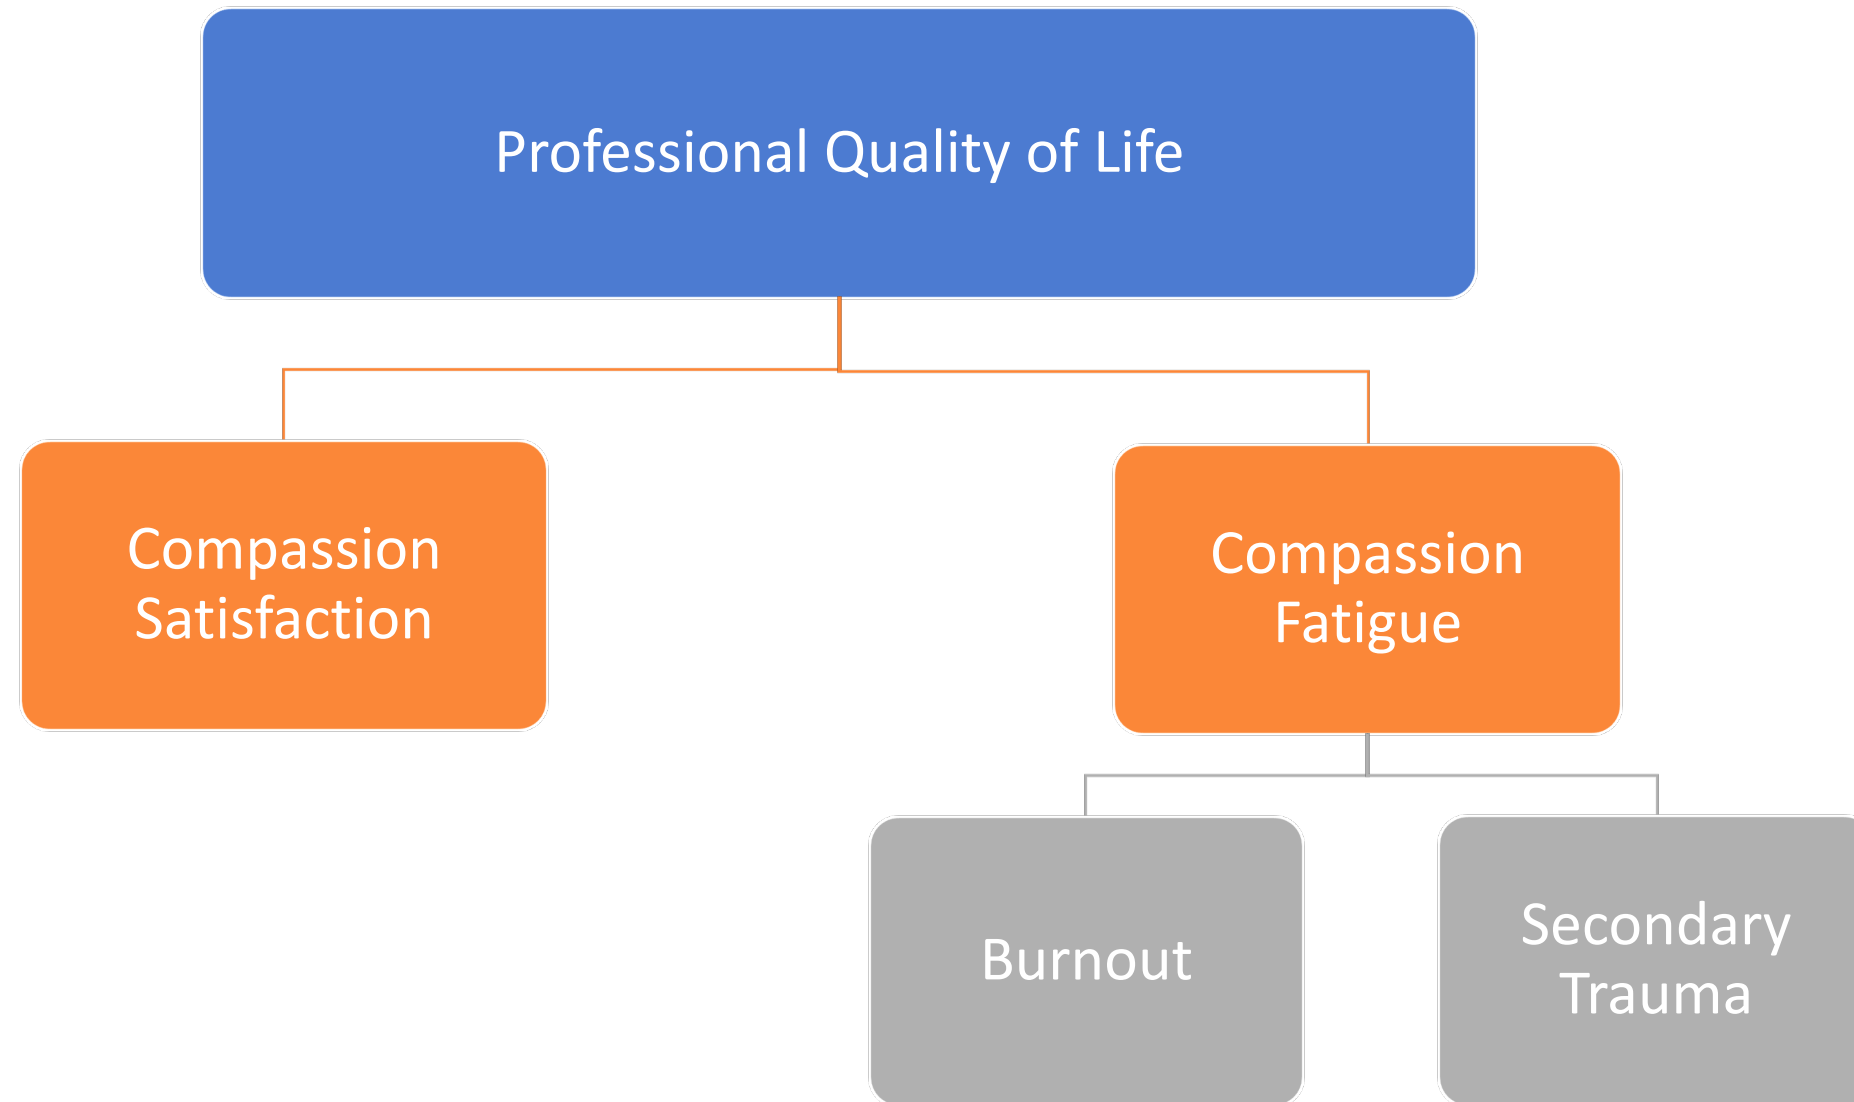 Professional Quality of Life
Compassion
Satisfaction
Compassion
Fatigue
Burnout
Secondary
Trauma